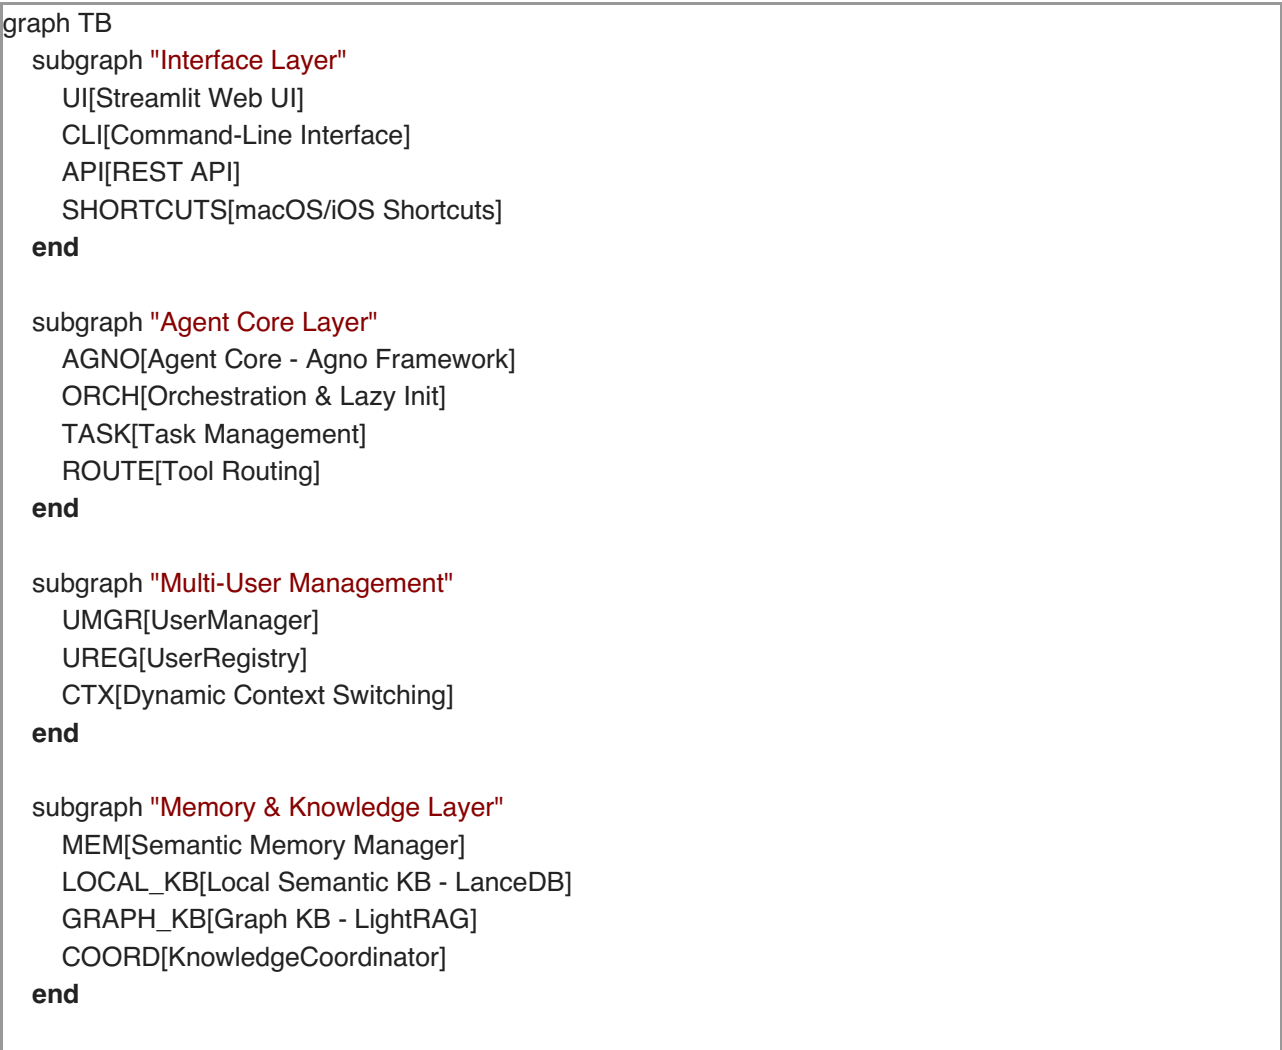 graph TB
subgraph "Interface Layer"
UI[Streamlit Web UI]
CLI[Command-Line Interface]
API[REST API]
SHORTCUTS[macOS/iOS Shortcuts]
end
subgraph "Agent Core Layer"
AGNO[Agent Core - Agno Framework]
ORCH[Orchestration & Lazy Init]
TASK[Task Management]
ROUTE[Tool Routing]
end
subgraph "Multi-User Management"
UMGR[UserManager]
UREG[UserRegistry]
CTX[Dynamic Context Switching]
end
subgraph "Memory & Knowledge Layer"
MEM[Semantic Memory Manager]
LOCAL_KB[Local Semantic KB - LanceDB]
GRAPH_KB[Graph KB - LightRAG]
COORD[KnowledgeCoordinator]
end